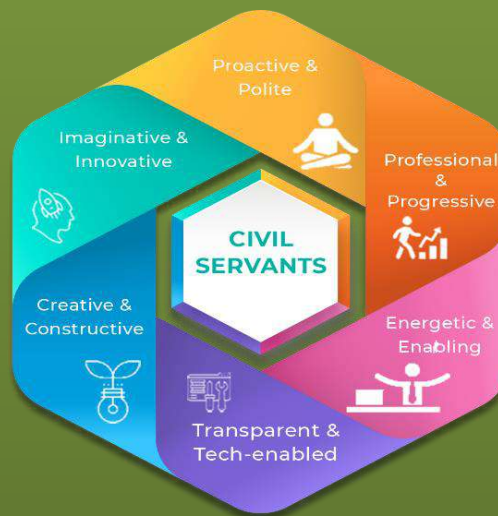 Proactive &
Polite
Imaginative &
Innovative
Professional
&
Progressive
CIVIL
SERVANTS
Creative &
Constructive
Energetic &
Enabling
Transparent &
Tech-enabled